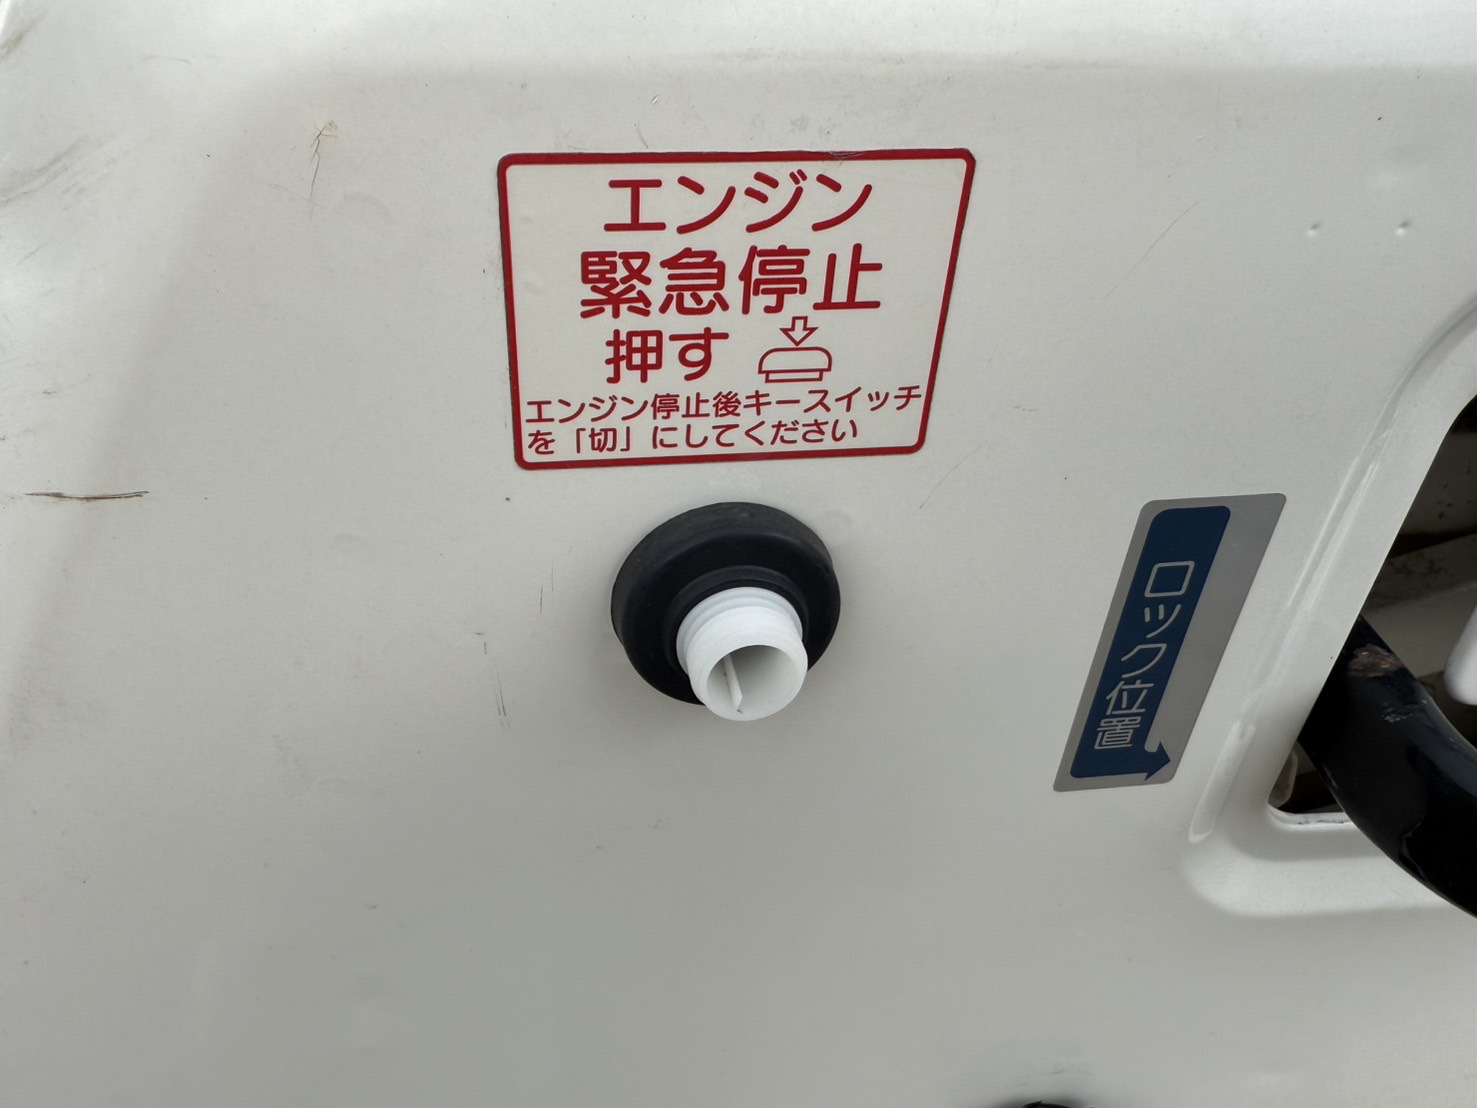 エンジン
緊急停止
押す
エンジン停止後キースイッチ
を「切」にしてください
ロック位置